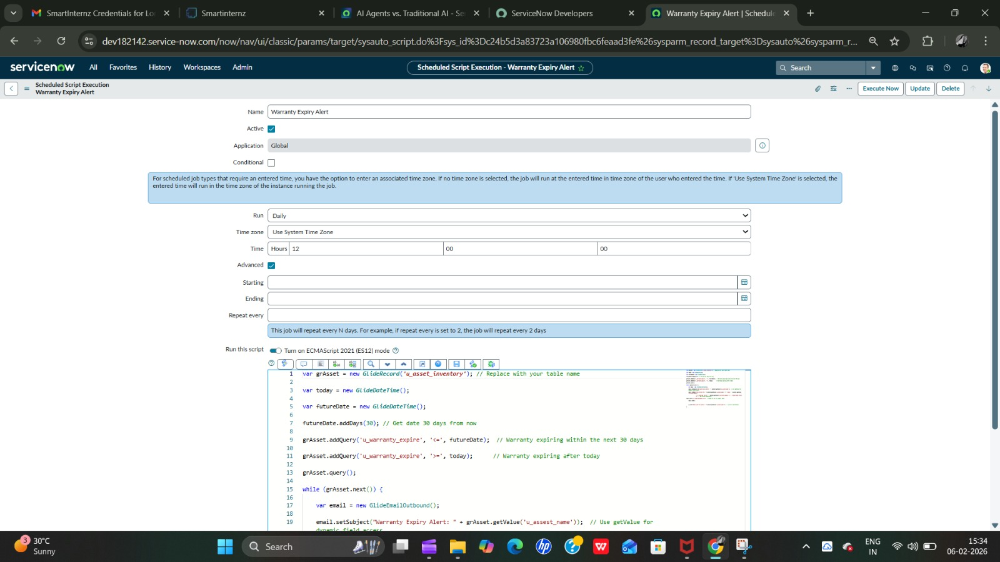 SmartInternz Credentials for Lo
Smartinternz
AI Agents vs. Traditional AI - Se
ServiceNow Developers
Warranty Expiry Alert | Schedul
dev182142.service-now.com/now/nav/ui/classic/params/target/sysauto_script.do%3Fsys_id%3Dc24b5d3a83723a106980fbc6feaad3fe%26sysparm_record_target%3Dsysauto%26sysparm_r...
servicenow
All Favorites History Workspaces Admin
Scheduled Script Execution - Warranty Expiry Alert
Search
Scheduled Script Execution
Warranty Expiry Alert
Execute Now Update Delete
Name Warranty Expiry Alert
Active
Application Global
Conditional
For scheduled job types that require an entered time, you have the option to enter an associated time zone. If no time zone is selected, the job will run at the entered time in time zone of the user who entered the time. If 'Use System Time Zone' is selected, the
entered time will run in the time zone of the instance running the job.
Run Daily
Time zone Use System Time Zone
Time Hours 12 00 00
Advanced
Starting
Ending
Repeat every
This job will repeat every N days. For example, if repeat every is set to 2, the job will repeat every 2 days
Run this script Turn on ECMAScript 2021 (ES12) mode
1 var grAsset = new GlideRecord('u_asset_inventory'); // Replace with your table name
2
3 var today = new GlideDateTime();
4
5 var futureDate = new GlideDateTime();
6
7 futureDate.addDays(30); // Get date 30 days from now
8
9 grAsset.addQuery('u_warranty_expire', '<=', futureDate); // Warranty expiring within the next 30 days
10
11 grAsset.addQuery('u_warranty_expire', '>=', today); // Warranty expiring after today
12
13 grAsset.query();
14
15 while (grAsset.next()) {
16
17 var email = new GlideEmailOutbound();
18
19 email.setSubject("Warranty Expiry Alert: " + grAsset.getValue('u_assest_name')); // Use getValue for
dynamic field access
3
30°C
Sunny
Search
ENG
IN
15:34
06-02-2026